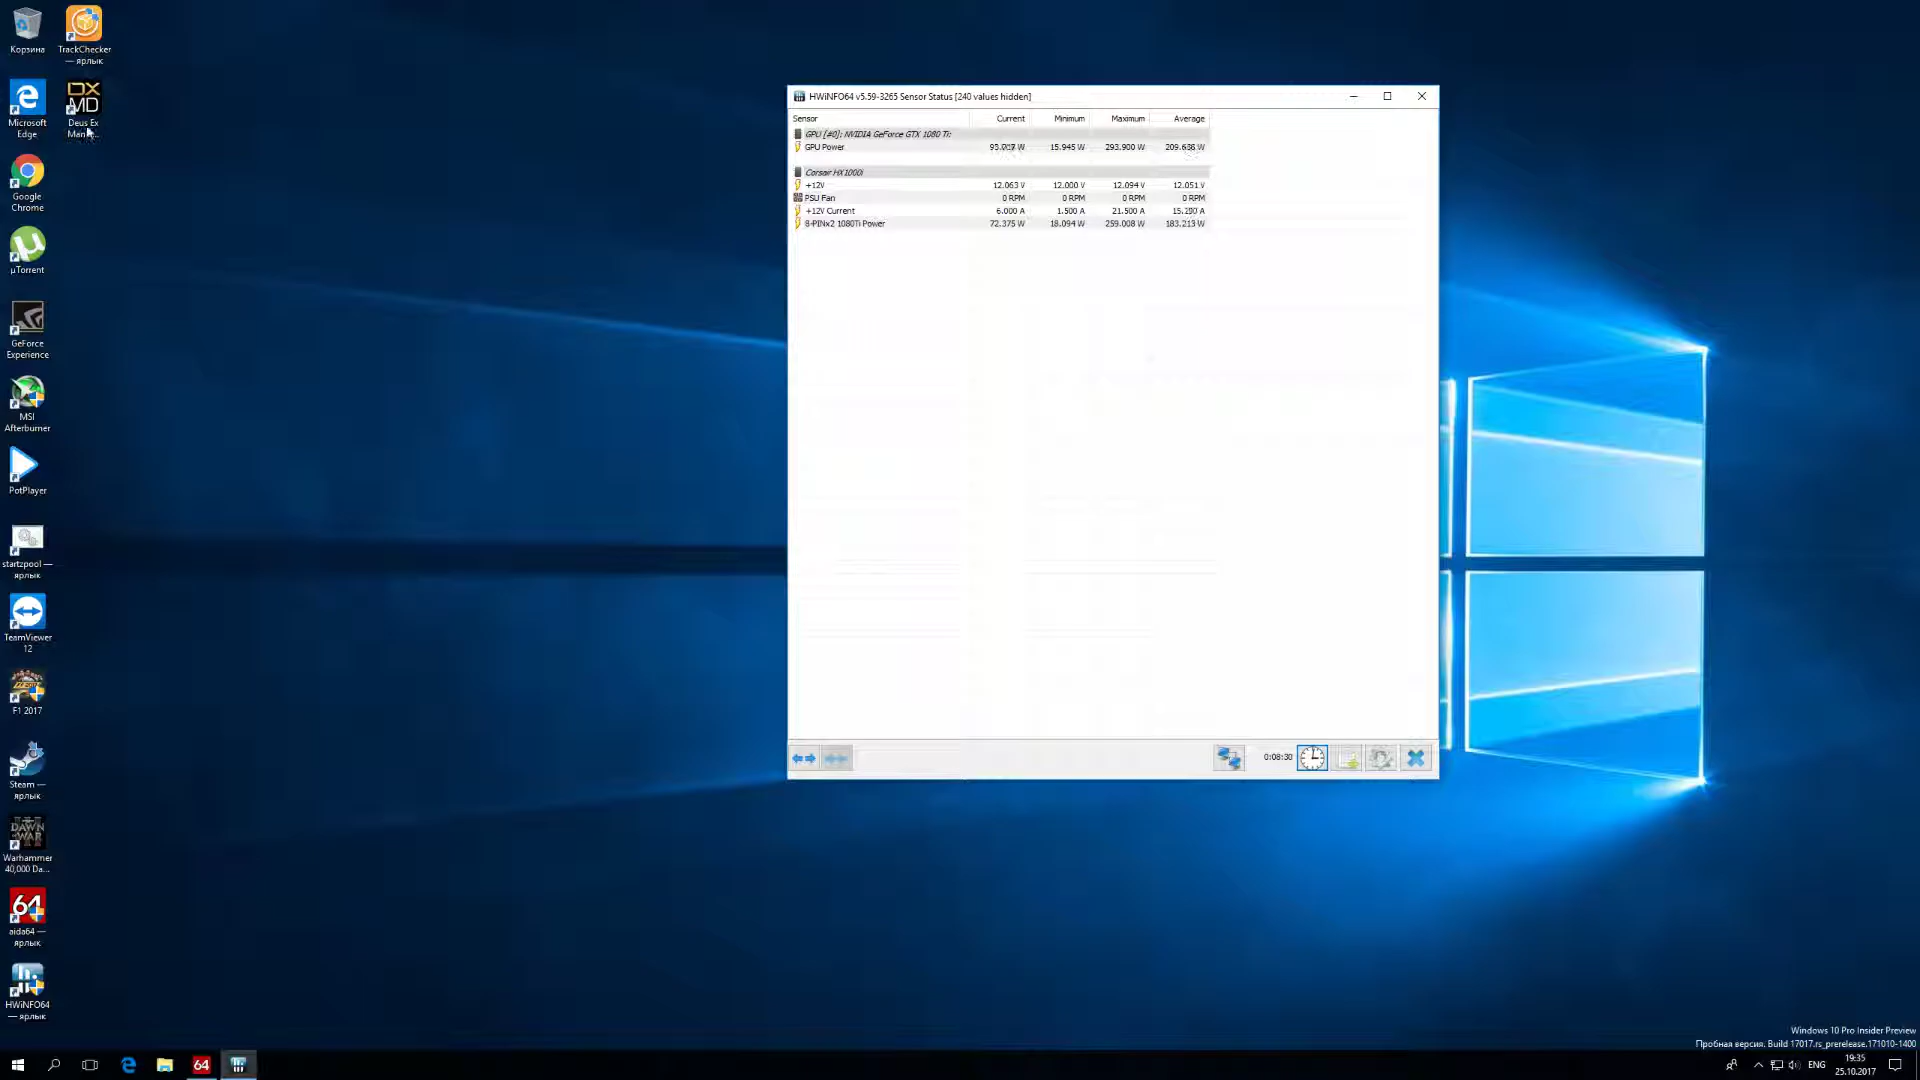 Корзина
TrackChecker
— ярлык
Microsoft
Edge
DX
MD
Deus Ex
Google
Chrome
µTorrent
GeForce
Experience
MSI
Afterburner
PotPlayer
startzpool —
ярлык
TeamViewer
12
F1 2017
Steam —
ярлык
DAWN
WAR
Warhammer
40,000 Da...
64
aida64 —
ярлык
HWiNFO64
— ярлык
HWiNFO64 v5.59-3265 Sensor Status [240 values hidden]
Sensor Current Minimum Maximum Average
GPU [#0]: NVIDIA GeForce GTX 1080 Ti:
GPU Power 15.945 W 293.900 W
Corsair HX1000i
+12V 12.063 V 12.000 V 12.094 V 12.051 V
PSU Fan 0 RPM 0 RPM 0 RPM 0 RPM
+12V Current 6.000 A 1.500 A 21.500 A
8-PINx2 1080Ti Power 72.375 W 18.094 W 259.008 W 183.213 W
0:08:30
Windows 10 Pro Insider Preview
Пробная версия. Build 17017.rs_prerelease.171010-1400
64
ENG
19:35
25.10.2017